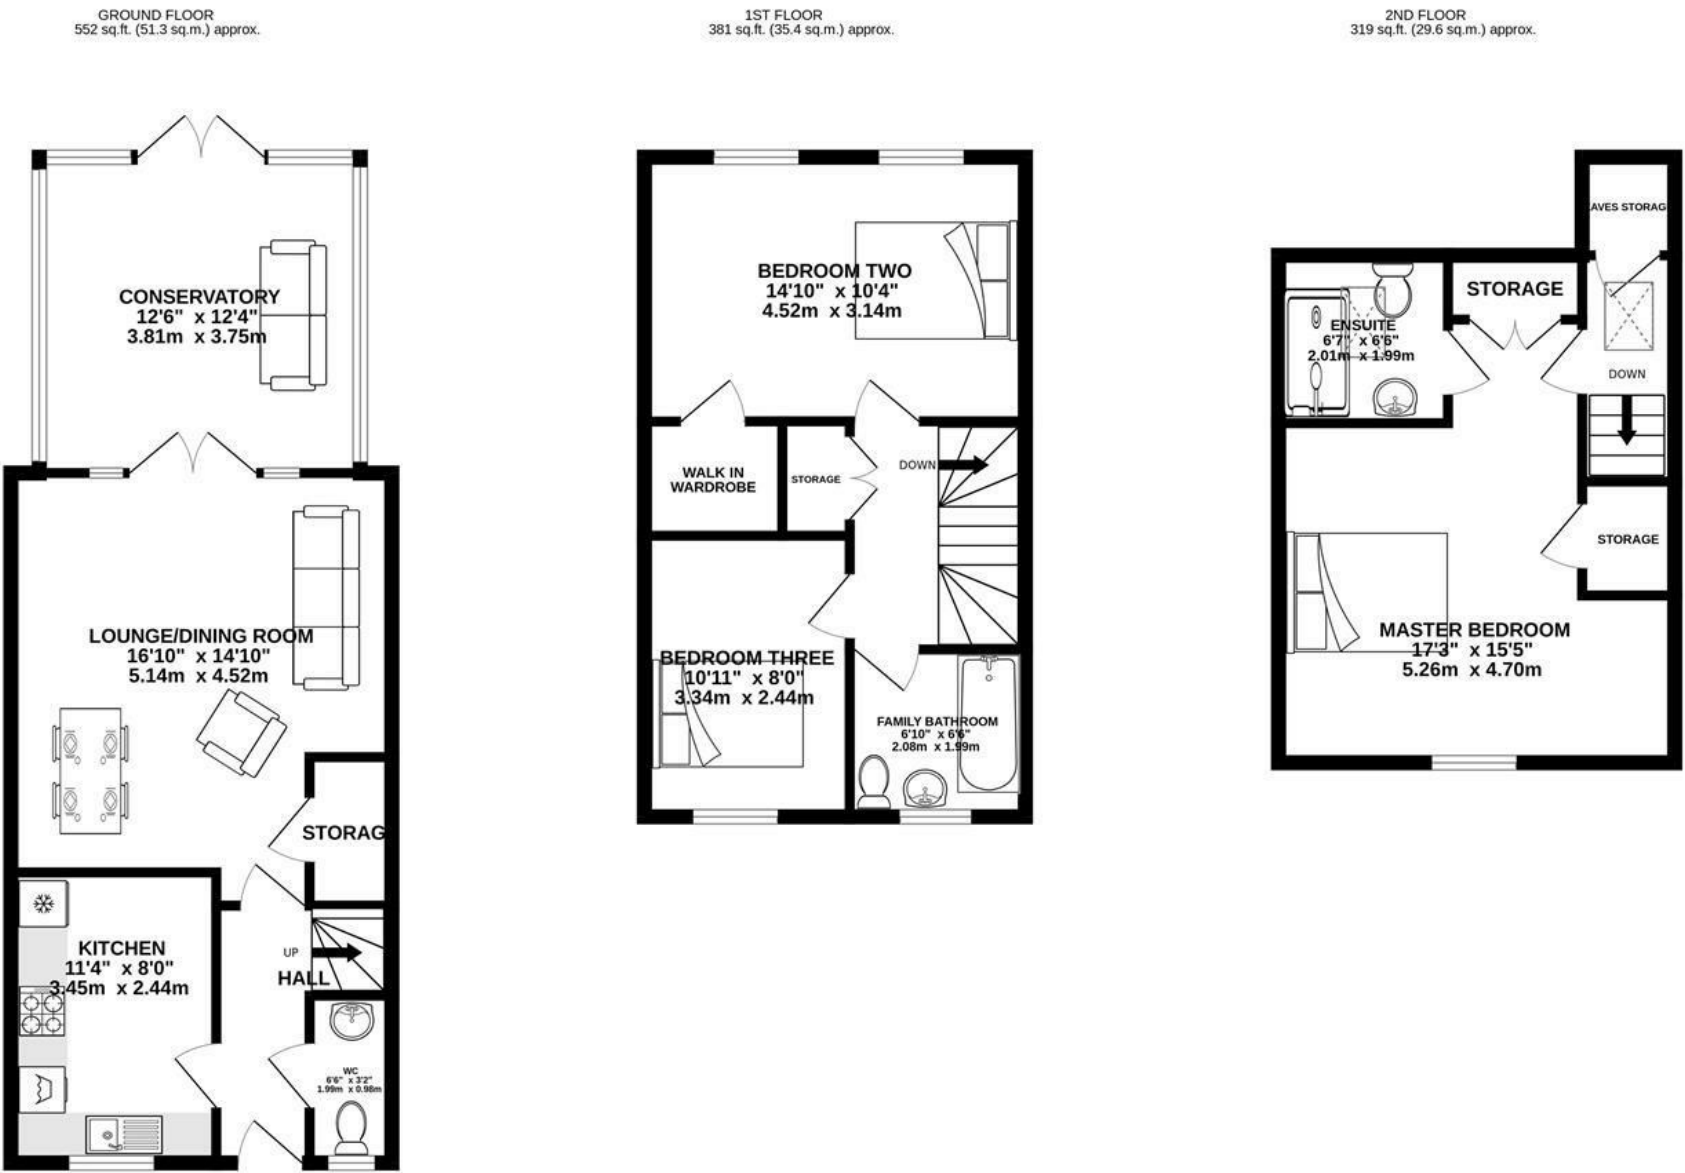 GROUND FLOOR
552 sq.ft. (51.3 sq.m.) approx.
CONSERVATORY
12'6" x 12'4"
3.81m x 3.75m
LOUNGE/DINING ROOM
16'10" x 14'10"
5.14m x 4.52m
STORAG
KITCHEN
11'4" x 8'0"
3.45m x 2.44m
UP
HALL
WC
6'6" x 3'2"
1.99m x 0.98m
1ST FLOOR
381 sq.ft. (35.4 sq.m.) approx.
BEDROOM TWO
14'10" x 10'4"
4.52m x 3.14m
WALK IN
WARDROBE
STORAGE
DOWN
BEDROOM THREE
10'11" x 8'0"
3.34m x 2.44m
FAMILY BATHROOM
6'10" x 6'6"
2.08m x 1.99m
2ND FLOOR
319 sq.ft. (29.6 sq.m.) approx.
AVES STORAG
STORAGE
ENSUITE
6'7" x 6'6"
2.01m x 1.99m
DOWN
STORAGE
MASTER BEDROOM
17'3" x 15'5"
5.26m x 4.70m